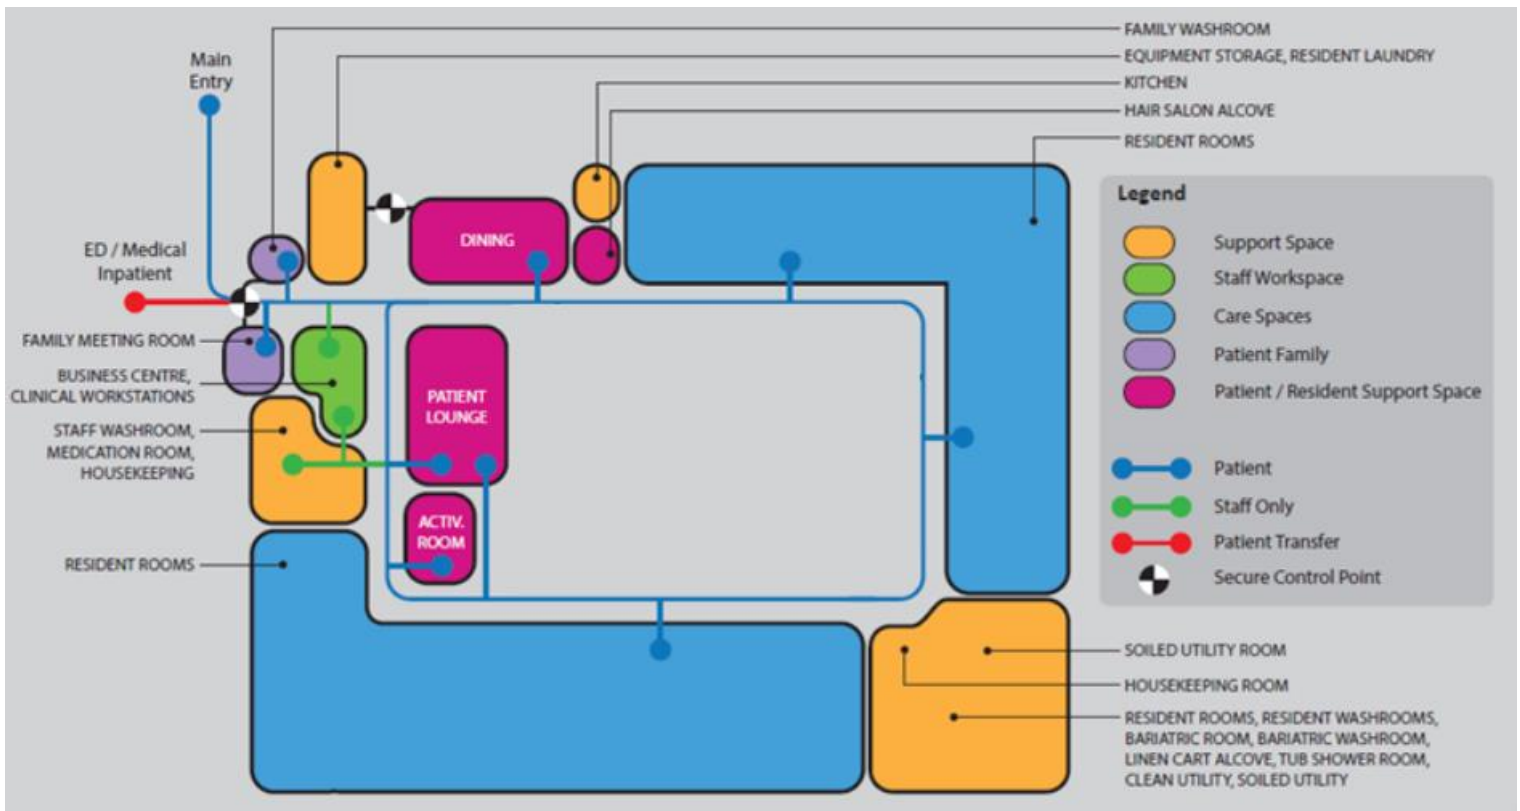 FAMILY WASHROOM
EQUIPMENT STORAGE, RESIDENT LAUNDRY
KITCHEN
HAIR SALON ALCOVE
RESIDENT ROOMS
Main
Entry
ED / Medical
Inpatient
FAMILY MEETING ROOM
BUSINESS CENTRE,
CLINICAL WORKSTATIONS
STAFF WASHROOM,
MEDICATION ROOM,
HOUSEKEEPING
RESIDENT ROOMS
DINING
PATIENT
LOUNGE
ACTIV.
ROOM
Legend
Support Space
Staff Workspace
Care Spaces
Patient Family
Patient / Resident Support Space
Patient
Staff Only
Patient Transfer
Secure Control Point
SOILED UTILITY ROOM
HOUSEKEEPING ROOM
RESIDENT ROOMS, RESIDENT WASHROOMS,
BARIATRIC ROOM, BARIATRIC WASHROOM,
LINEN CART ALCOVE, TUB SHOWER ROOM,
CLEAN UTILITY, SOILED UTILITY